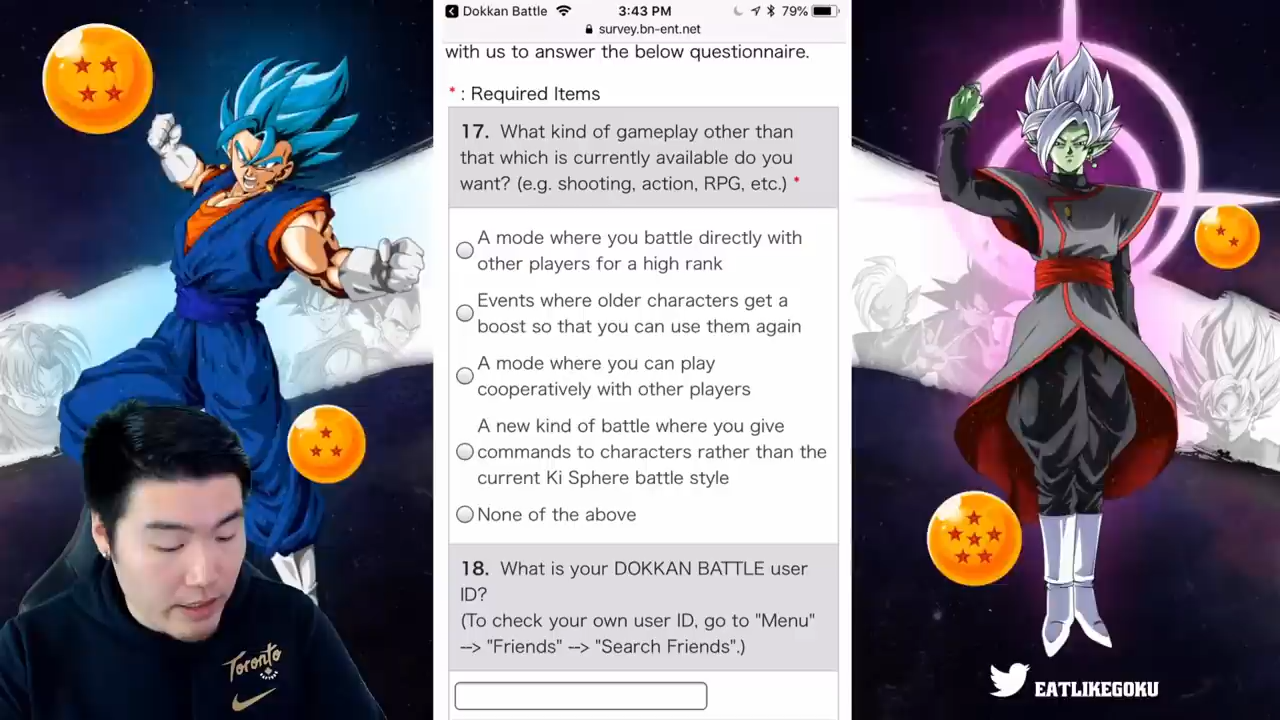 Dokkan Battle
3:43 PM
79%
survey.bn-ent.net
with us to answer the below questionnaire.
* : Required Items
17. What kind of gameplay other than
that which is currently available do you
want? (e.g. shooting, action, RPG, etc.) *
A mode where you battle directly with
other players for a high rank
Events where older characters get a
boost so that you can use them again
A mode where you can play
cooperatively with other players
A new kind of battle where you give
commands to characters rather than the
current Ki Sphere battle style
None of the above
18. What is your DOKKAN BATTLE user
ID?
(To check your own user ID, go to "Menu"
--> "Friends" --> "Search Friends".)
Toronto
EATLIKEGOKU